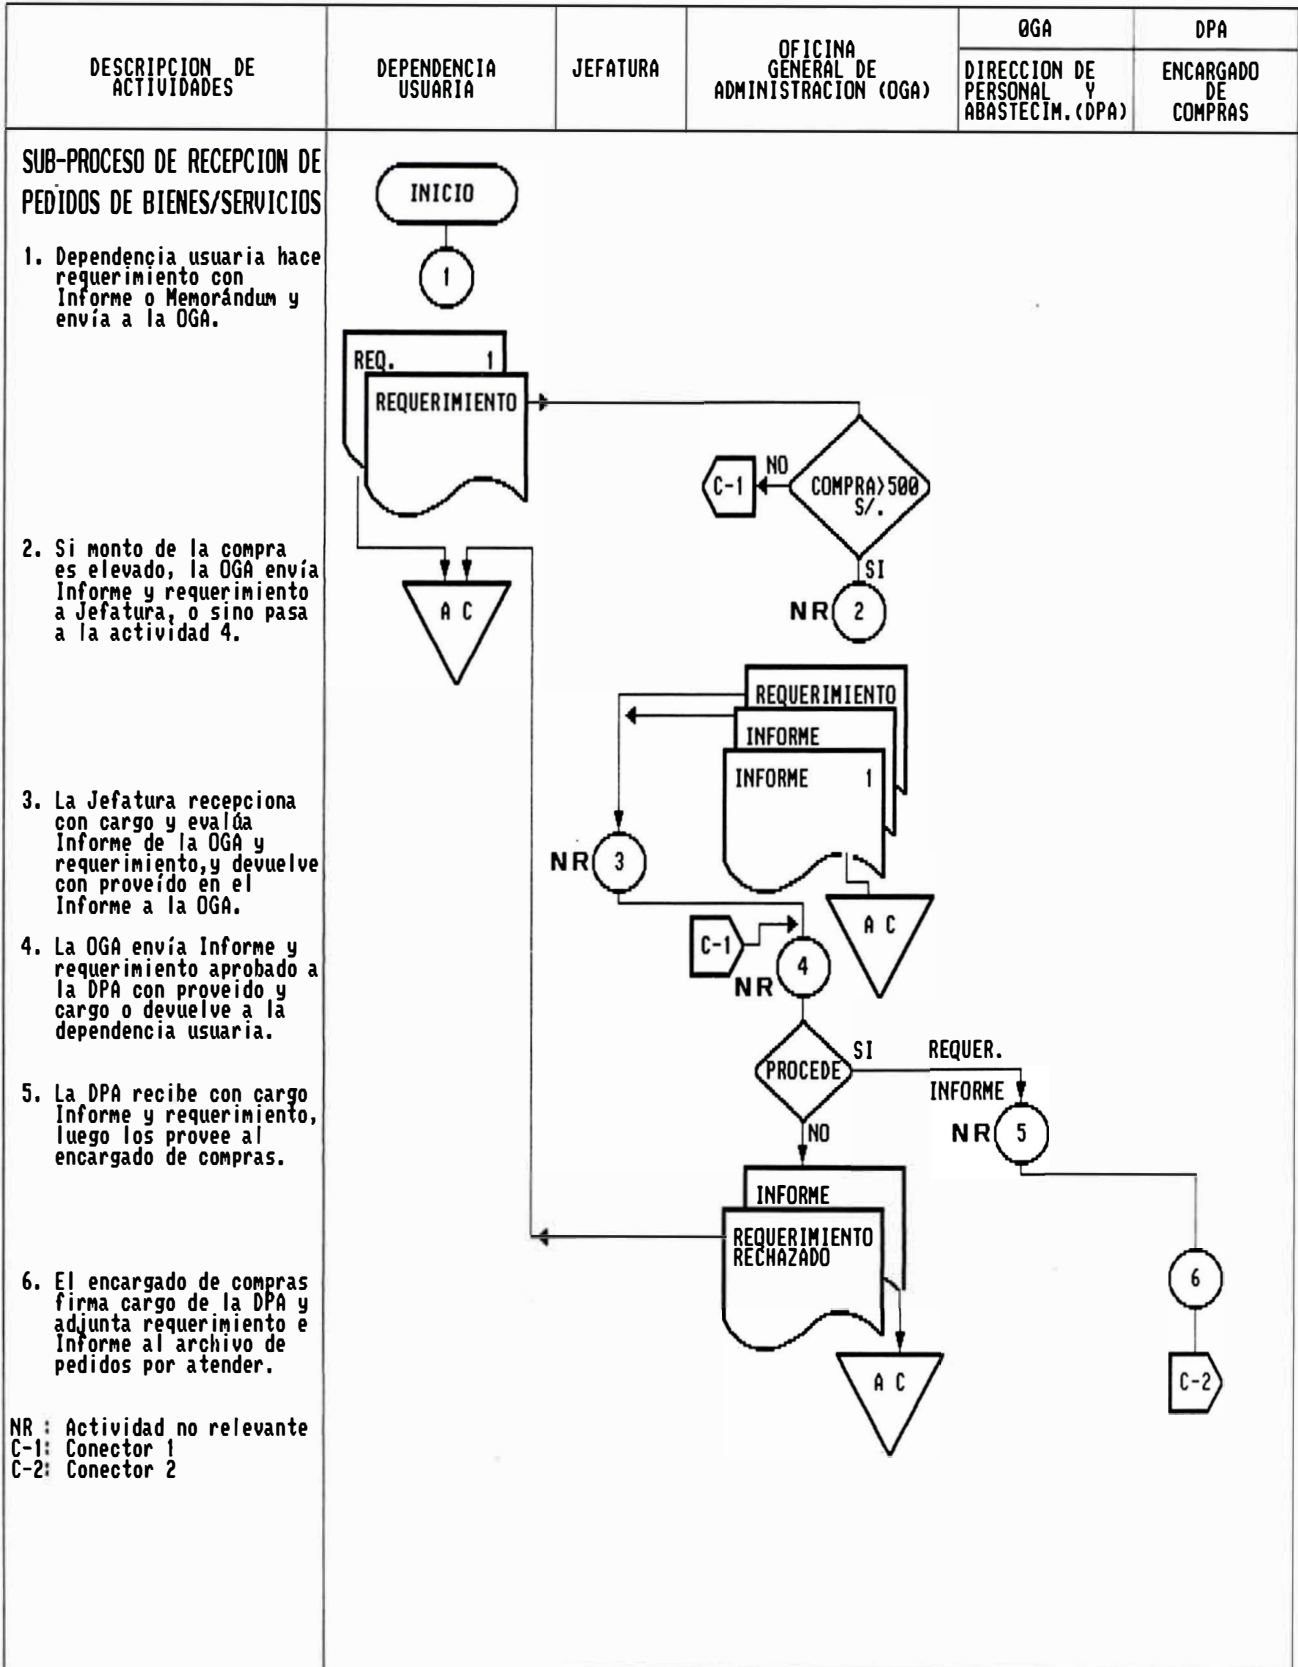 DESCRIPCION DE
ACTIVIDADES
DEPENDENCIA
USUARIA
JEFATURA
OFICINA
GENERAL DE
ADMINISTRACION (OGA)
OGA
DIRECCION DE
PERSONAL Y
ABASTECIM.(DPA)
DPA
ENCARGADO
DE
COMPRAS
SUB-PROCESO DE RECEPCION DE
PEDIDOS DE BIENES/SERVICIOS
1. Dependencia usuaria hace
requerimiento con
Informe o Memorándum y
envía a la OGA.
2. Si monto de la compra
es elevado, la OGA envía
Informe y requerimiento
a Jefatura, o sino pasa
a la actividad 4.
3. La Jefatura recepciona
con cargo y evalúa
Informe de la OGA y
requerimiento,y devuelve
con proveído en el
Informe a la OGA.
4. La OGA envía Informe y
requerimiento aprobado a
la DPA con proveido y
cargo o devuelve a la
dependencia usuaria.
5. La DPA recibe con cargo
Informe y requerimiento,
luego los provee al
encargado de compras.
6. El encargado de compras
firma cargo de la DPA y
adjunta requerimiento e
Informe al archivo de
pedidos por atender.
NR : Actividad no relevante
C-1: Conector 1
C-2: Conector 2
INICIO
1
REQ. 1
REQUERIMIENTO
C-1
NO
COMPRA>500
S/.
SI
NR 2
A C
REQUERIMIENTO
INFORME
INFORME 1
NR 3
A C
C-1
4
NR
PROCEDE
SI
REQUER.
INFORME
NR 5
NO
INFORME
REQUERIMIENTO
RECHAZADO
6
A C
C-2